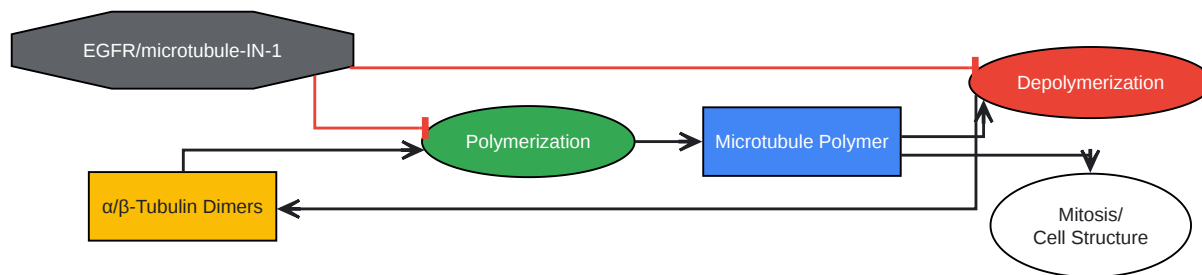 EGFR/microtubule-IN-1
Depolymerization
Polymerization
Microtubule Polymer
α/β-Tubulin Dimers
Mitosis/
Cell Structure